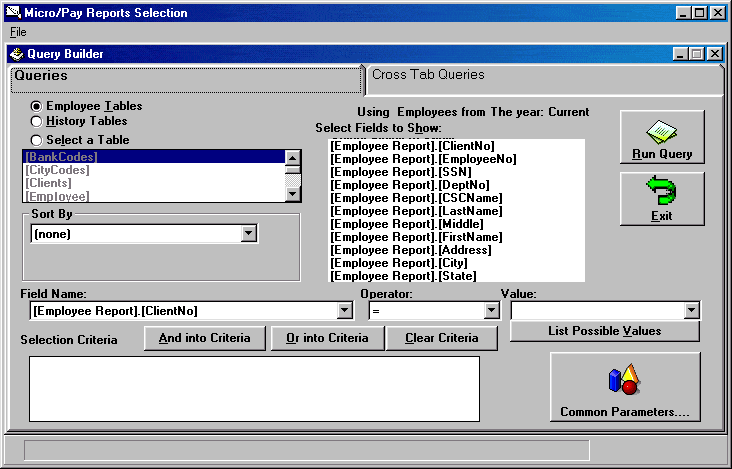 Micro/Pay Reports Selection
File
Query Builder
Queries
Cross Tab Queries
Employee Tables
History Tables
Select a Table
[BankCodes]
[CityCodes]
[Clients]
[Employee]
Sort By
(none)
Using Employees from The year: Current
Select Fields to Show:
[Employee Report].[ClientNo]
[Employee Report].[EmployeeNo]
[Employee Report].[SSN]
[Employee Report].[DeptNo]
[Employee Report].[CSCName]
[Employee Report].[LastName]
[Employee Report].[Middle]
[Employee Report].[FirstName]
[Employee Report].[Address]
[Employee Report].[City]
[Employee Report].[State]
Run Query
Exit
Field Name:
Operator:
Value:
[Employee Report].[ClientNo]
=
List Possible Values
Selection Criteria
And into Criteria
Or into Criteria
Clear Criteria
Common Parameters....